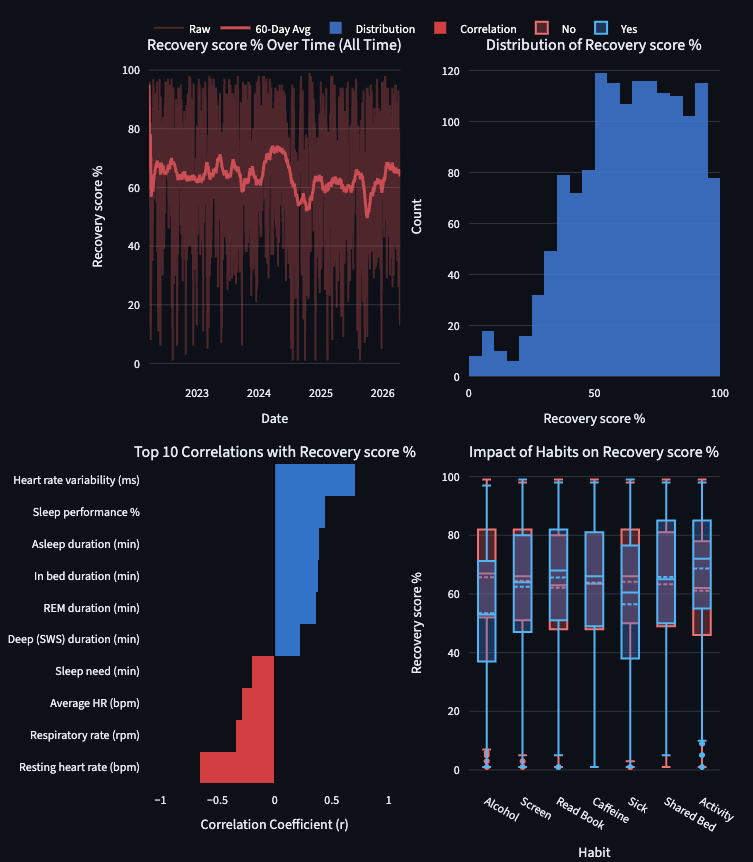 Raw 60-Day Avg Distribution Correlation No Yes
Recovery score % Over Time (All Time)
100
80
60
40
20
0
Recovery score %
2023 2024 2025 2026
Date
Distribution of Recovery score %
120
100
80
60
40
20
0
Count
0 50 100
Recovery score %
Top 10 Correlations with Recovery score %
Heart rate variability (ms)
Sleep performance %
Asleep duration (min)
In bed duration (min)
REM duration (min)
Deep (SWS) duration (min)
Sleep need (min)
Average HR (bpm)
Respiratory rate (rpm)
Resting heart rate (bpm)
−1 −0.5 0 0.5 1
Correlation Coefficient (r)
Impact of Habits on Recovery score %
100
80
60
40
20
0
Recovery score %
Alcohol Screen Read Book Caffeine Sick Shared Bed Activity
Habit